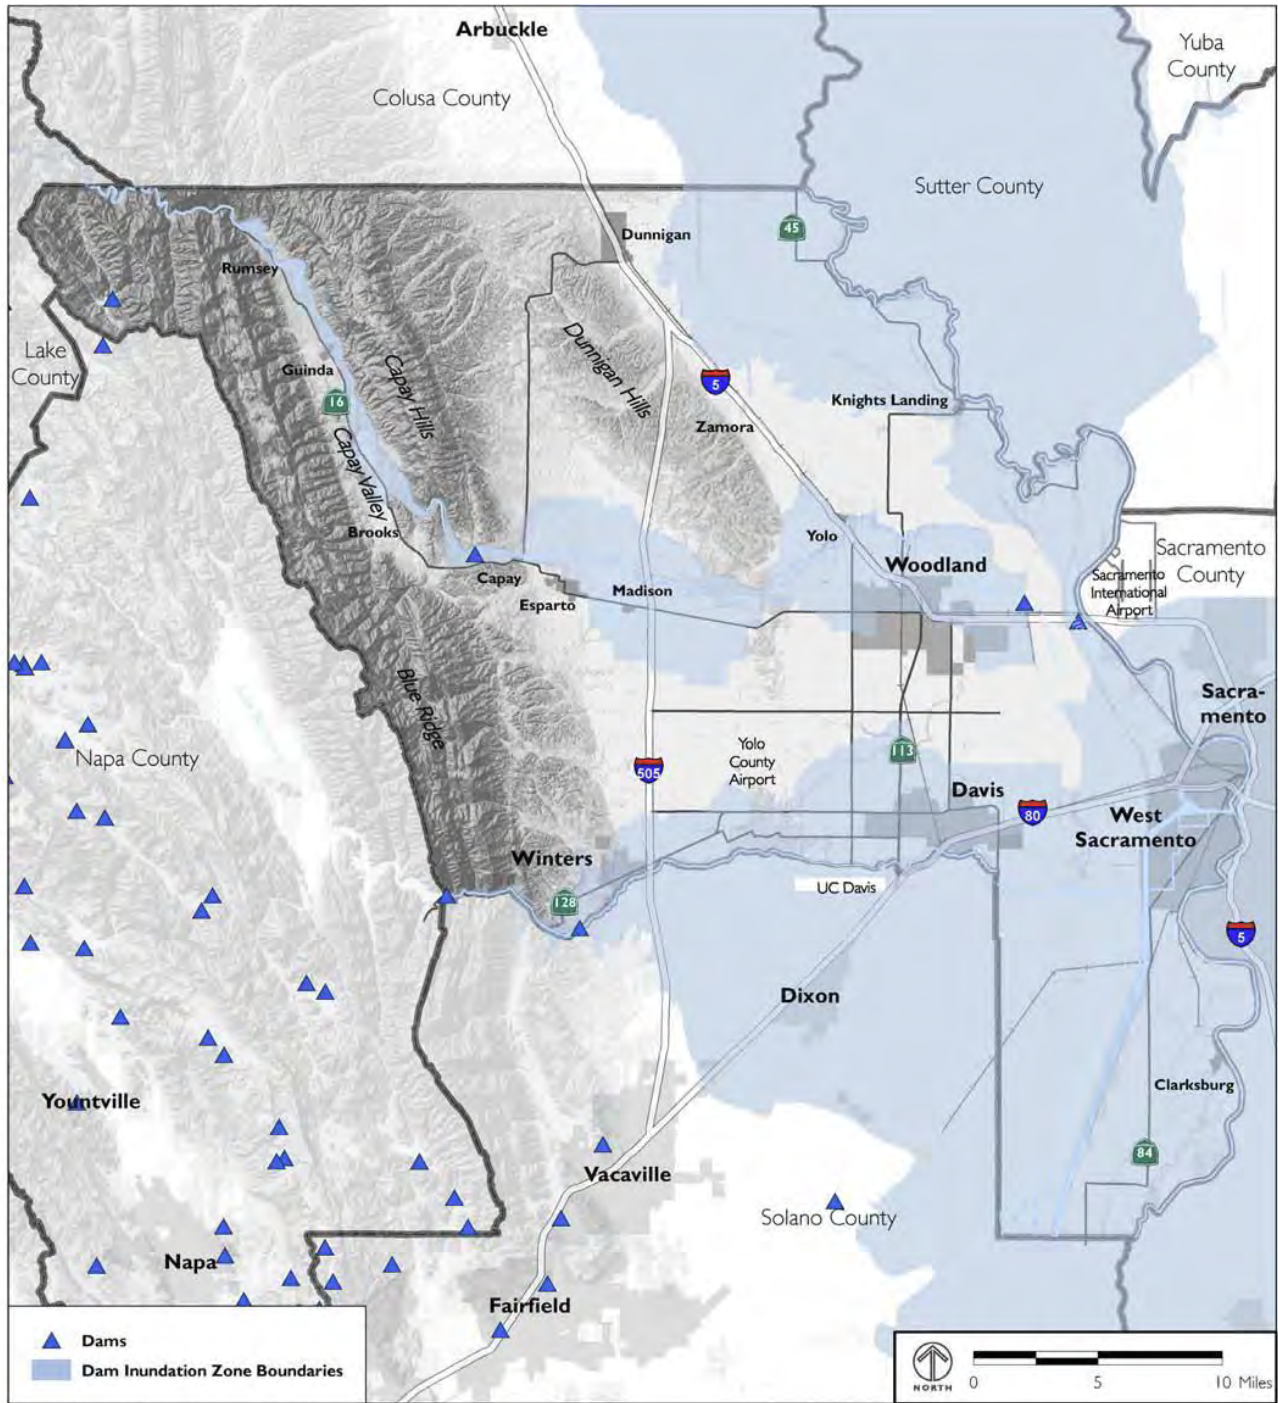 Arbuckle
Yuba
County
Colusa County
Sutter County
45
Dunnigan
Rumsey
Lake
County
Guinda
Capay Hills
Dunnigan Hills
5
16
Knights Landing
Zamora
Capay Valley
Brooks
Yolo
Woodland
Sacramento
County
Capay
Sacramento
International
Airport
Esparto
Madison
Blue Ridge
Sacra-
mento
Napa County
Yolo
County
Airport
113
505
Davis
80
West
Sacramento
Winters
UC Davis
128
5
Dixon
Clarksburg
Yountville
84
Vacaville
Solano County
Napa
Fairfield
Dams
Dam Inundation Zone Boundaries
NORTH
0 5 10 Miles